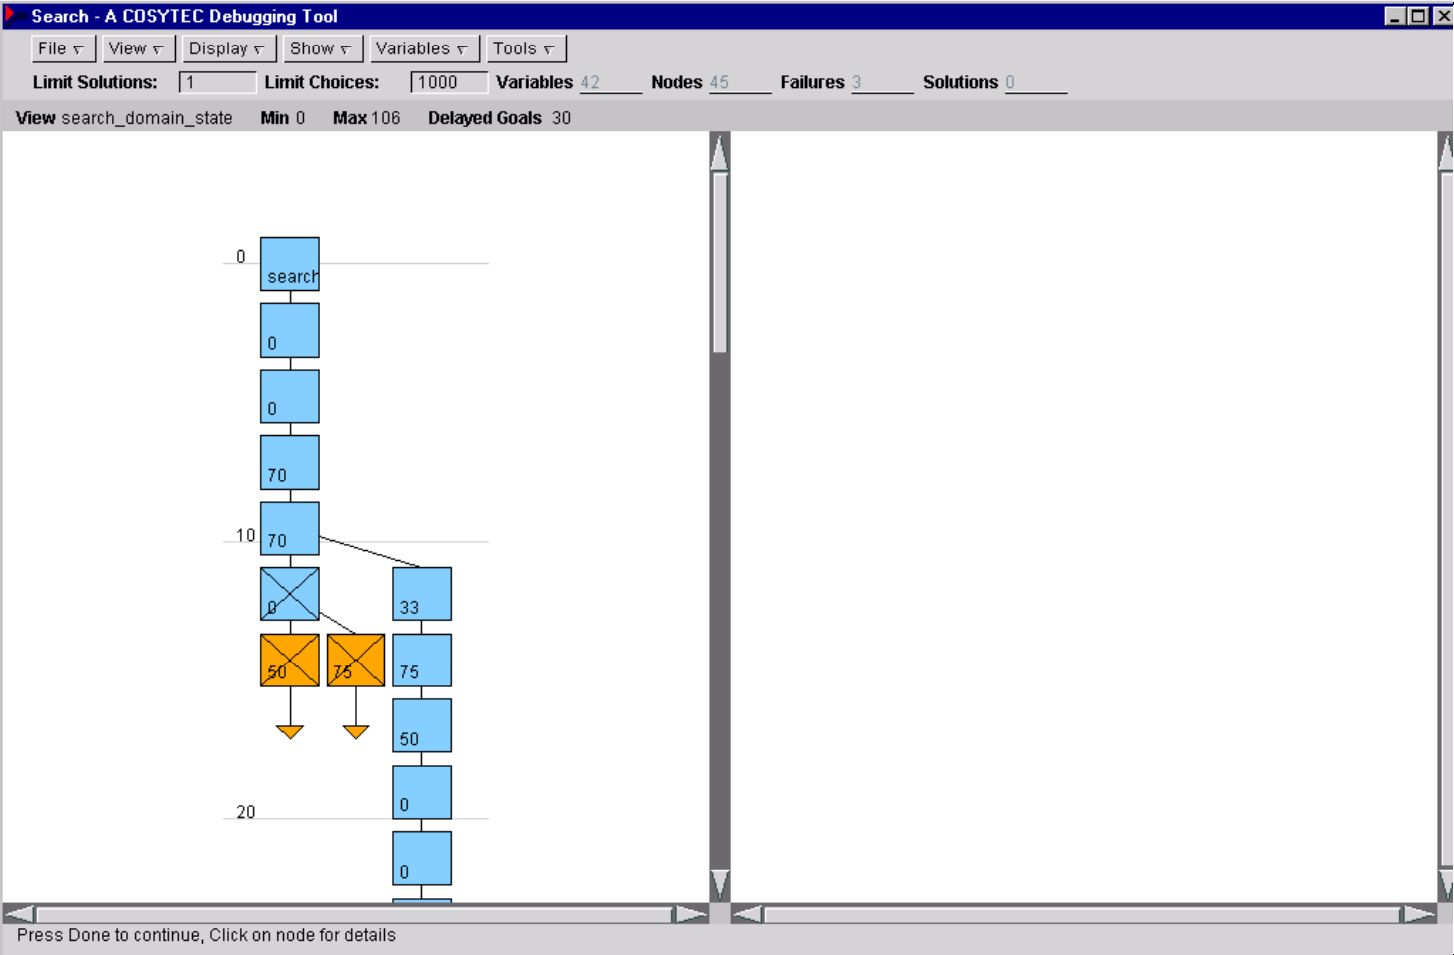 Search - A COSYTEC Debugging Tool
File View Display Show Variables Tools
Limit Solutions: 1 Limit Choices: 1000 Variables 42 Nodes 45 Failures 3 Solutions 0
View search_domain_state Min 0 Max 106 Delayed Goals 30
0
search
0
0
70
10 70
0 33
50 75 75
50
20 0
0
Press Done to continue, Click on node for details